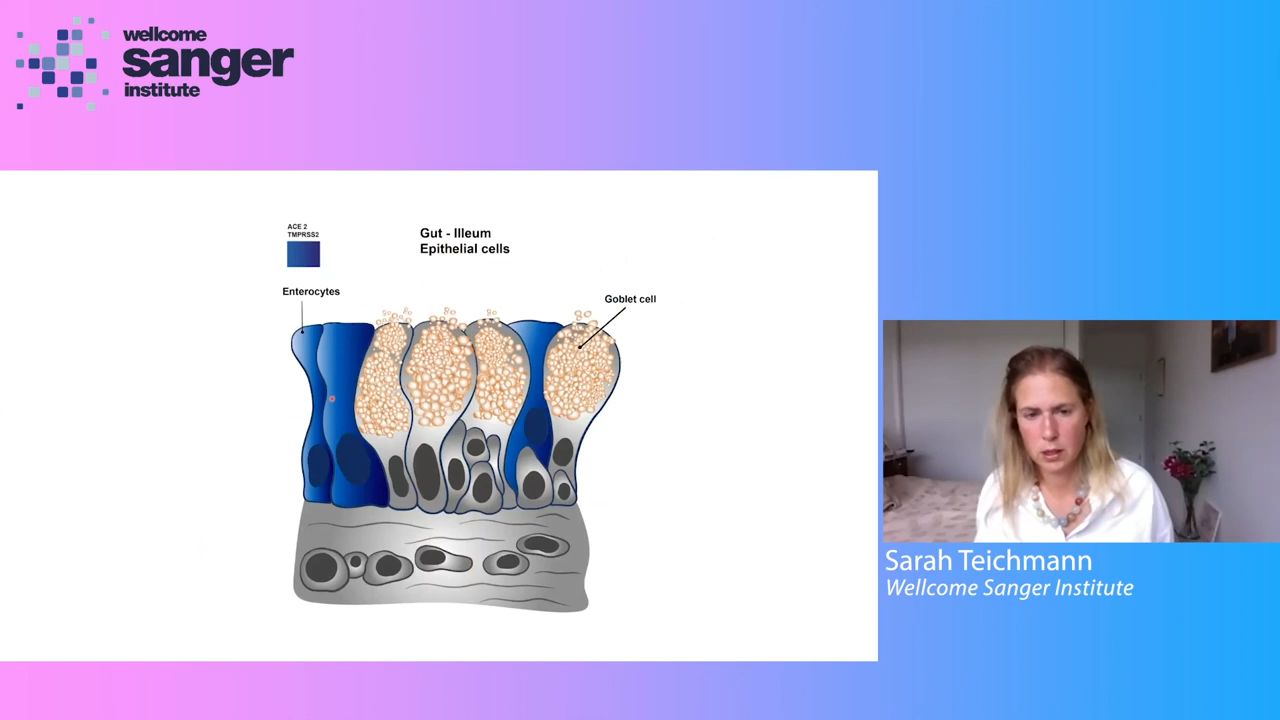 wellcome
sanger
institute
ACE 2
TMPRSS2
Gut - Illeum
Epithelial cells
Enterocytes
Goblet cell
Sarah Teichmann
Wellcome Sanger Institute